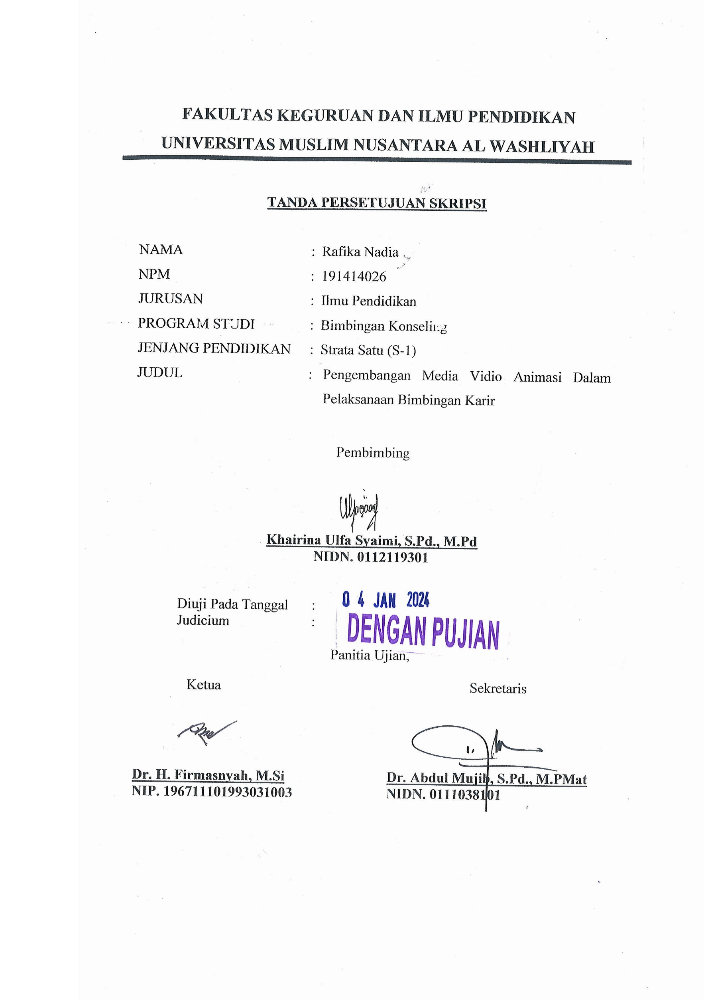 FAKULTAS KEGURUAN DAN ILMU PENDIDIKAN
UNIVERSITAS MUSLIM NUSANTARA AL WASHLIYAH
TANDA PERSETUJUAN SKRIPSI
NAMA : Rafika Nadia
NPM : 191414026
JURUSAN : Ilmu Pendidikan
PROGRAM STUDI : Bimbingan Konseling
JENJANG PENDIDIKAN : Strata Satu (S-1)
JUDUL : Pengembangan Media Vidio Animasi Dalam
Pelaksanaan Bimbingan Karir
Pembimbing
Khairina Ulfa Syaimi, S.Pd., M.Pd
NIDN. 0112119301
Diuji Pada Tanggal : 04 JAN 2024
Judicium : DENGAN PUJIAN
Panitia Ujian,
Ketua Sekretaris
Dr. H. Firmasnyah, M.Si Dr. Abdul Mujib, S.Pd., M.PMat
NIP. 196711101993031003 NIDN. 0111038101